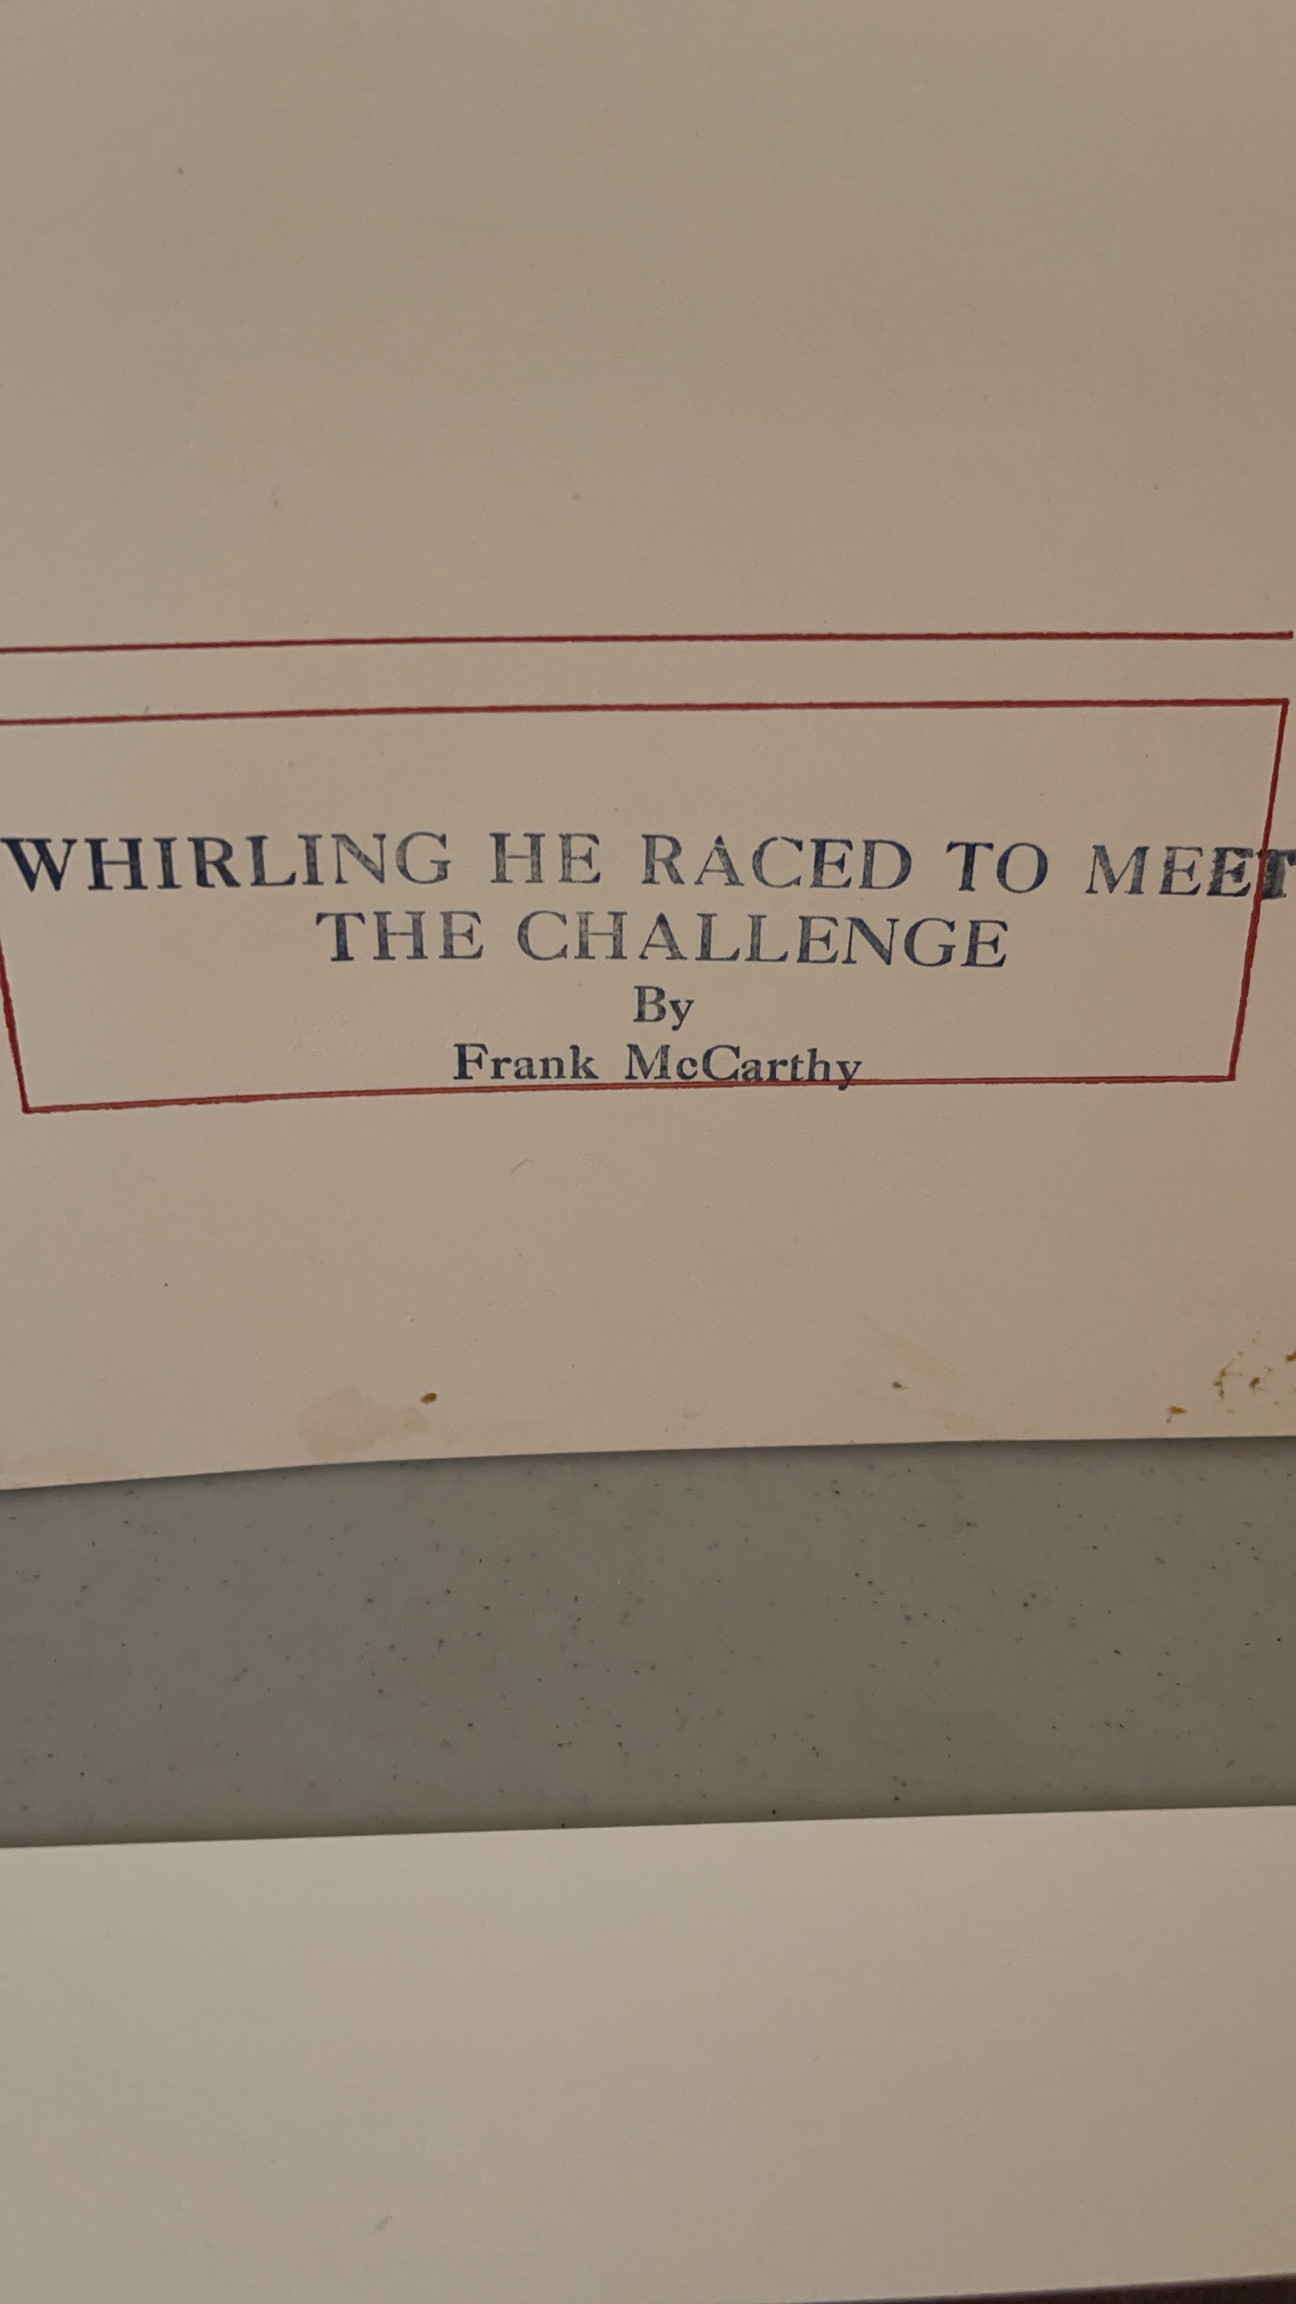 WHIRLING HE RACED TO MEET
THE CHALLENGE
By
Frank McCarthy